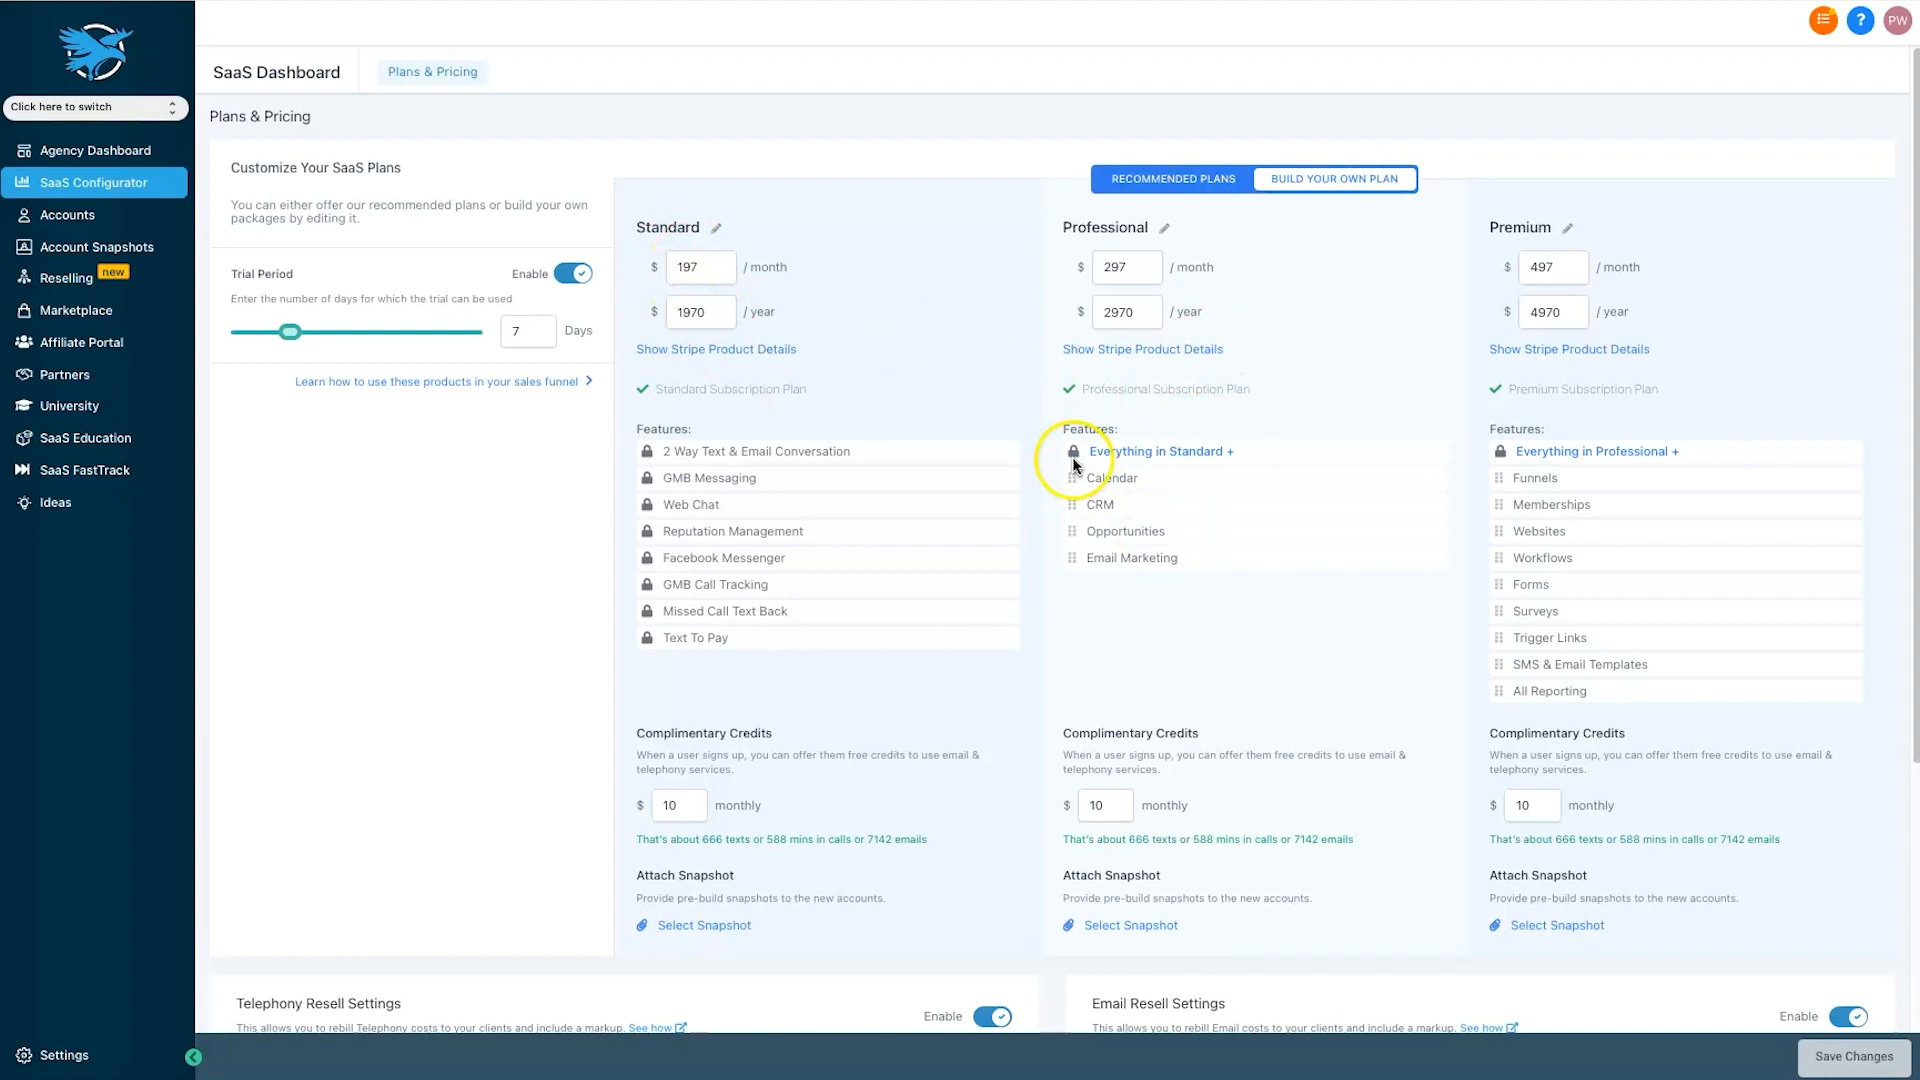 PW
Click here to switch
Agency Dashboard
SaaS Configurator
Accounts
Account Snapshots
Reselling new
Marketplace
Affiliate Portal
Partners
University
SaaS Education
SaaS FastTrack
Ideas
Settings
SaaS Dashboard
Plans & Pricing
Plans & Pricing
Customize Your SaaS Plans
You can either offer our recommended plans or build your own
packages by editing it.
Trial Period
Enable
Enter the number of days for which the trial can be used
7 Days
Learn how to use these products in your sales funnel
RECOMMENDED PLANS
BUILD YOUR OWN PLAN
Standard
$ 197 / month
$ 1970 / year
Show Stripe Product Details
Standard Subscription Plan
Features:
2 Way Text & Email Conversation
GMB Messaging
Web Chat
Reputation Management
Facebook Messenger
GMB Call Tracking
Missed Call Text Back
Text To Pay
Complimentary Credits
When a user signs up, you can offer them free credits to use email &
telephony services.
$ 10 monthly
That's about 666 texts or 588 mins in calls or 7142 emails
Attach Snapshot
Provide pre-build snapshots to the new accounts.
Select Snapshot
Professional
$ 297 / month
$ 2970 / year
Show Stripe Product Details
Professional Subscription Plan
Features:
Everything in Standard +
Calendar
CRM
Opportunities
Email Marketing
Complimentary Credits
When a user signs up, you can offer them free credits to use email &
telephony services.
$ 10 monthly
That's about 666 texts or 588 mins in calls or 7142 emails
Attach Snapshot
Provide pre-build snapshots to the new accounts.
Select Snapshot
Premium
$ 497 / month
$ 4970 / year
Show Stripe Product Details
Premium Subscription Plan
Features:
Everything in Professional +
Funnels
Memberships
Websites
Workflows
Forms
Surveys
Trigger Links
SMS & Email Templates
All Reporting
Complimentary Credits
When a user signs up, you can offer them free credits to use email &
telephony services.
$ 10 monthly
That's about 666 texts or 588 mins in calls or 7142 emails
Attach Snapshot
Provide pre-build snapshots to the new accounts.
Select Snapshot
Telephony Resell Settings
Enable
This allows you to rebill Telephony costs to your clients and include a markup. See how
Email Resell Settings
Enable
This allows you to rebill Email costs to your clients and include a markup. See how
Save Changes